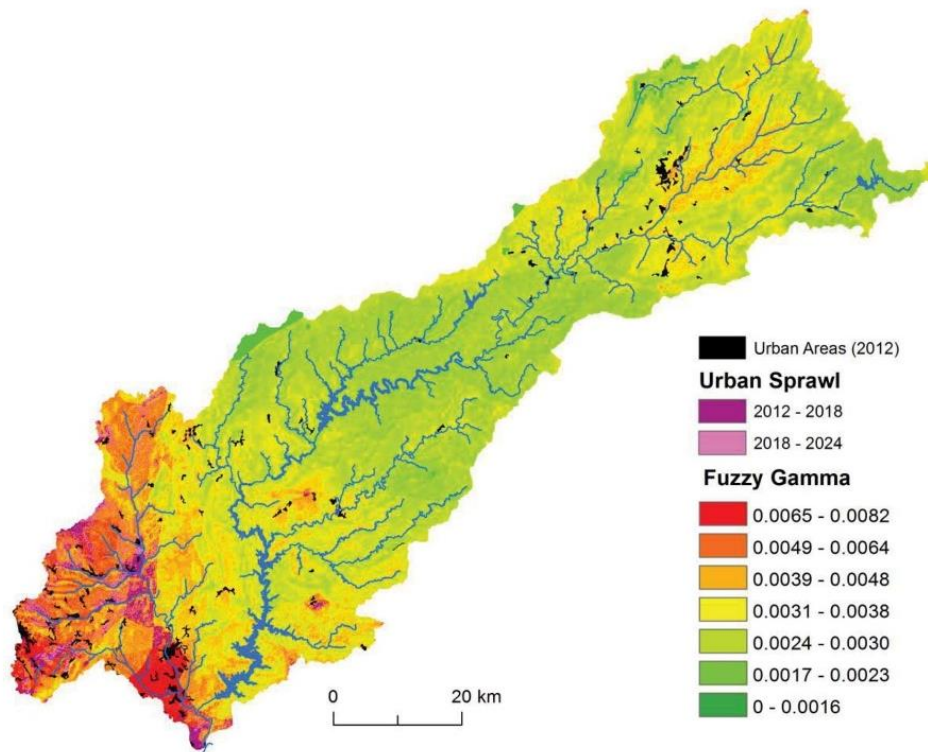 Urban Areas (2012)
Urban Sprawl
2012 - 2018
2018 - 2024
Fuzzy Gamma
0.0065 - 0.0082
0.0049 - 0.0064
0.0039 - 0.0048
0.0031 - 0.0038
0.0024 - 0.0030
0.0017 - 0.0023
0 - 0.0016
0 20 km